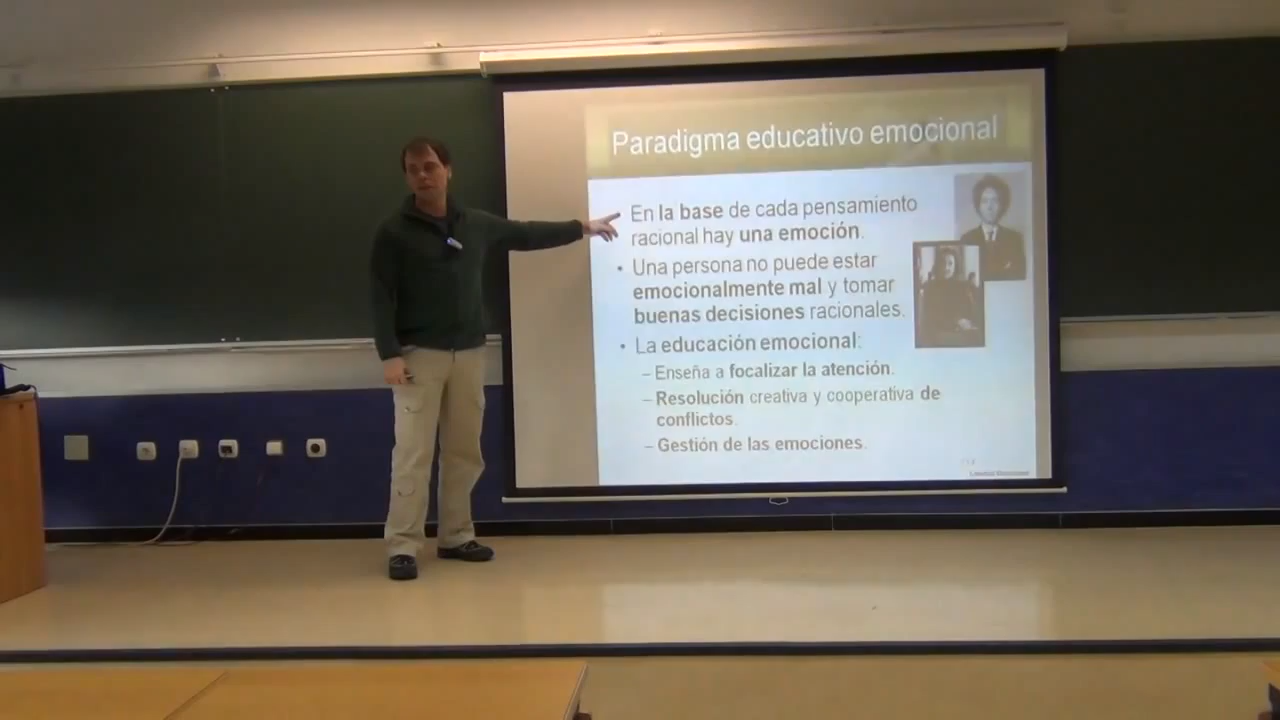 Paradigma educativo emocional
En la base de cada pensamiento
racional hay una emoción.
• Una persona no puede estar
emocionalmente mal y tomar
buenas decisiones racionales.
• La educación emocional:
– Enseña a focalizar la atención.
– Resolución creativa y cooperativa de
conflictos.
– Gestión de las emociones.